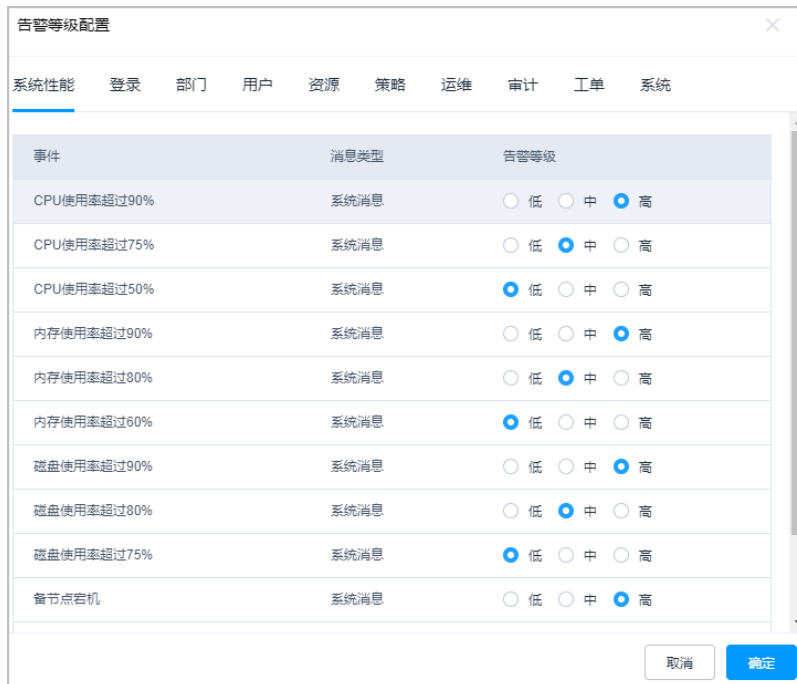 告警等级配置
系统性能 登录 部门 用户 资源 策略 运维 审计 工单 系统
事件 消息类型 告警等级
CPU使用率超过90% 系统消息 低 中 高
CPU使用率超过75% 系统消息 低 中 高
CPU使用率超过50% 系统消息 低 中 高
内存使用率超过90% 系统消息 低 中 高
内存使用率超过80% 系统消息 低 中 高
内存使用率超过60% 系统消息 低 中 高
磁盘使用率超过90% 系统消息 低 中 高
磁盘使用率超过80% 系统消息 低 中 高
磁盘使用率超过75% 系统消息 低 中 高
备节点宕机 系统消息 低 中 高
取消 确定